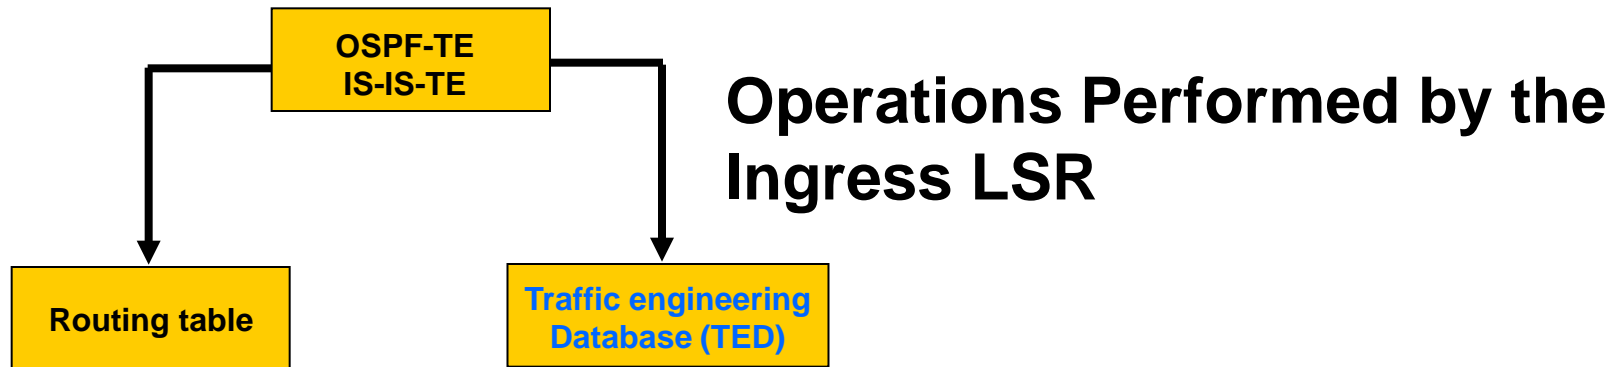 OSPF-TE
IS-IS-TE
Operations Performed by the
Ingress LSR
Routing table
Traffic engineering
Database (TED)